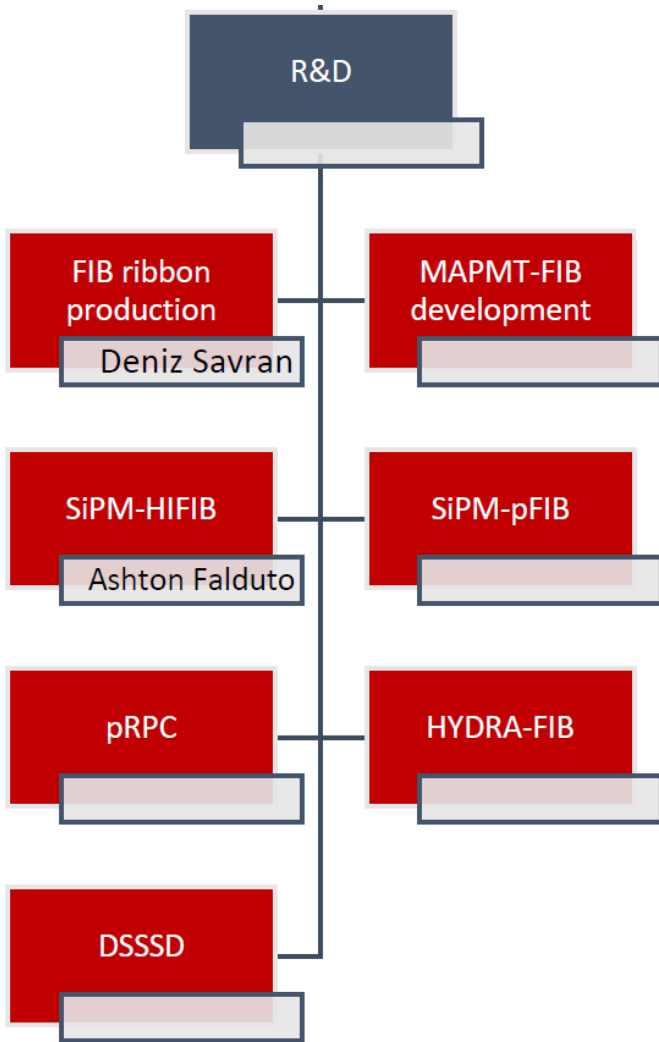 R&D
FIB ribbon
production
Deniz Savran
MAPMT-FIB
development
SiPM-HIFIB
Ashton Falduto
SiPM-pFIB
pRPC
HYDRA-FIB
DSSSD